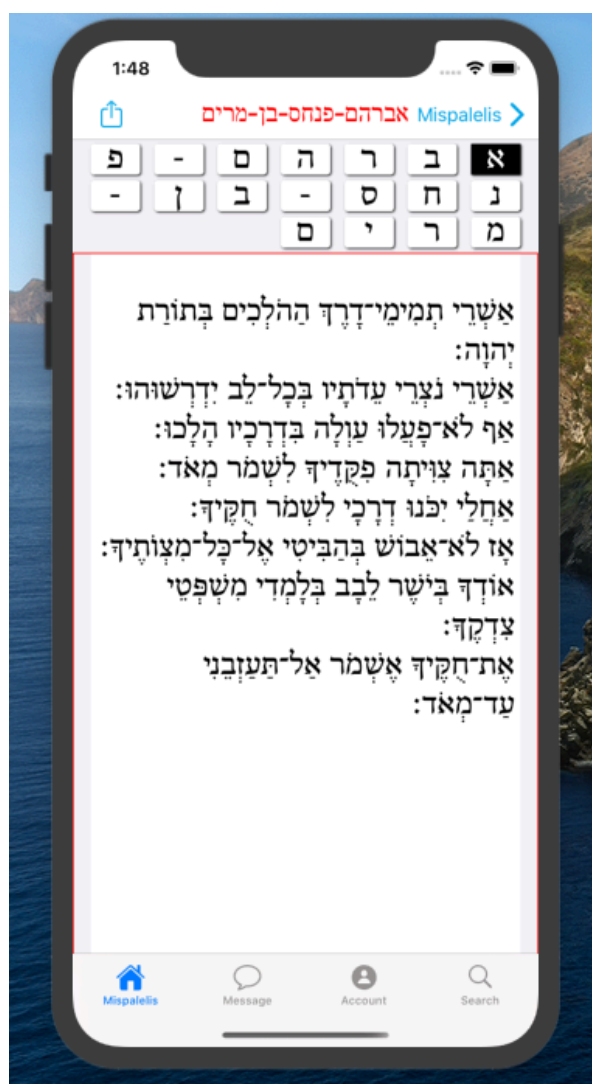 1:48
Mispalelis אברהם-פנחס-בן-מרים
א ב ר ה ם - פ
נ ח ס - ב ן -
מ ר י ם
אַשְׁרֵי תְמִימֵי־דָרֶךְ הַהֹלְכִים בְּתוֹרַת
יְהוָה:
אַשְׁרֵי נֹצְרֵי עֵדֹתָיו בְּכָל־לֵב יִדְרְשׁוּהוּ:
אַף לֹא־פָעֲלוּ עַוְלָה בִּדְרָכָיו הָלָכוּ:
אַתָּה צִוִּיתָה פִקֻּדֶיךָ לִשְׁמֹר מְאֹד:
אַחֲלַי יִכֹּנוּ דְרָכָי לִשְׁמֹר חֻקֶּיךָ:
אָז לֹא־אֵבוֹשׁ בְּהַבִּיטִי אֶל־כָּל־מִצְוֹתֶיךָ:
אוֹדְךָ בְּיֹשֶׁר לֵבָב בְּלָמְדִי מִשְׁפְּטֵי
צִדְקֶךָ:
אֶת־חֻקֶּיךָ אֶשְׁמֹר אַל־תַּעַזְבֵנִי
עַד־מְאֹד:
Mispalelis Message Account Search